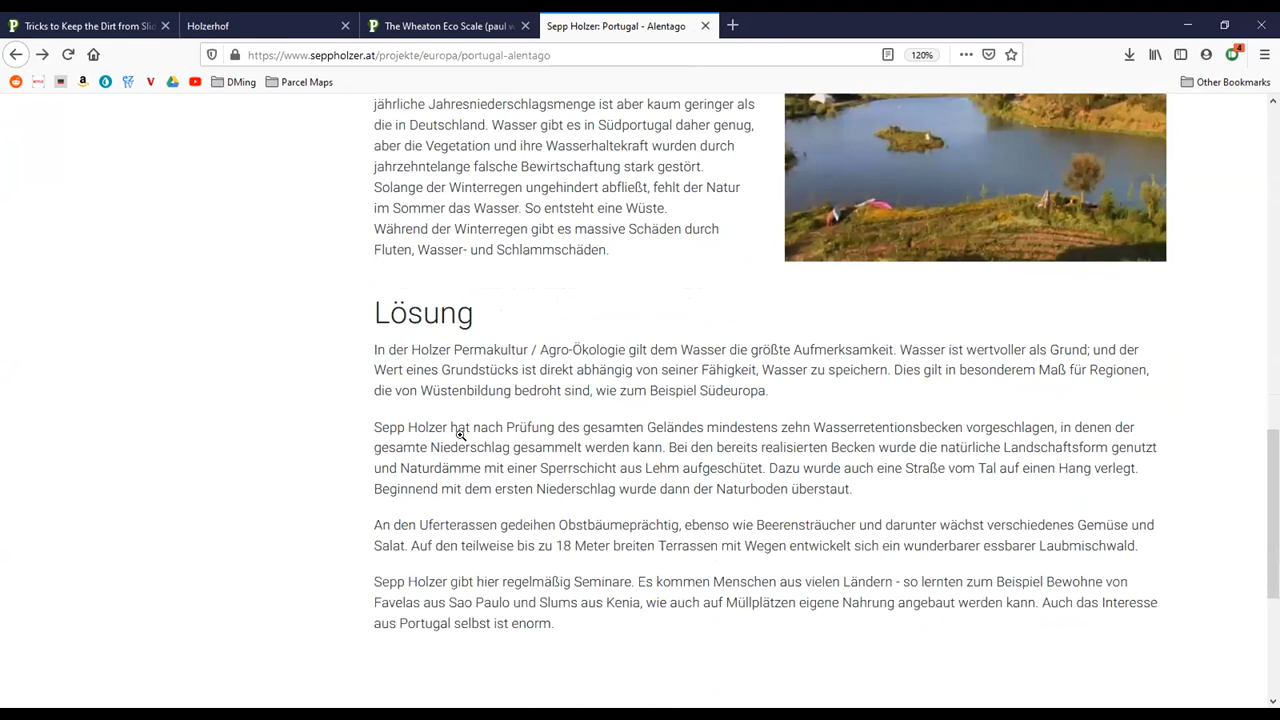 Tricks to Keep the Dirt from Slid
Holzerhof
The Wheaton Eco Scale (paul w
Sepp Holzer: Portugal - Alentago
https://www.seppholzer.at/projekte/europa/portugal-alentago
120%
4
DMing
Parcel Maps
Other Bookmarks
jährliche Jahresniederschlagsmenge ist aber kaum geringer als
die in Deutschland. Wasser gibt es in Südportugal daher genug,
aber die Vegetation und ihre Wasserhaltekraft wurden durch
jahrzehntelange falsche Bewirtschaftung stark gestört.
Solange der Winterregen ungehindert abfließt, fehlt der Natur
im Sommer das Wasser. So entsteht eine Wüste.
Während der Winterregen gibt es massive Schäden durch
Fluten, Wasser- und Schlammschäden.
Lösung
In der Holzer Permakultur / Agro-Ökologie gilt dem Wasser die größte Aufmerksamkeit. Wasser ist wertvoller als Grund; und der
Wert eines Grundstücks ist direkt abhängig von seiner Fähigkeit, Wasser zu speichern. Dies gilt in besonderem Maß für Regionen,
die von Wüstenbildung bedroht sind, wie zum Beispiel Südeuropa.
Sepp Holzer hat nach Prüfung des gesamten Geländes mindestens zehn Wasserretentionsbecken vorgeschlagen, in denen der
gesamte Niederschlag gesammelt werden kann. Bei den bereits realisierten Becken wurde die natürliche Landschaftsform genutzt
und Naturdämme mit einer Sperrschicht aus Lehm aufgeschütet. Dazu wurde auch eine Straße vom Tal auf einen Hang verlegt.
Beginnend mit dem ersten Niederschlag wurde dann der Naturboden überstaut.
An den Uferterassen gedeihen Obstbäumeprächtig, ebenso wie Beerensträucher und darunter wächst verschiedenes Gemüse und
Salat. Auf den teilweise bis zu 18 Meter breiten Terrassen mit Wegen entwickelt sich ein wunderbarer essbarer Laubmischwald.
Sepp Holzer gibt hier regelmäßig Seminare. Es kommen Menschen aus vielen Ländern - so lernten zum Beispiel Bewohne von
Favelas aus Sao Paulo und Slums aus Kenia, wie auch auf Müllplätzen eigene Nahrung angebaut werden kann. Auch das Interesse
aus Portugal selbst ist enorm.